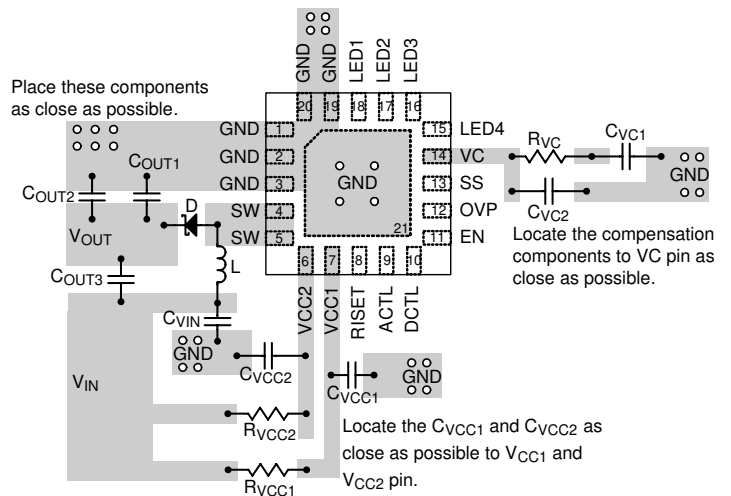 GND
GND
LED1
LED2
LED3
Place these components
as close as possible.
20 19 18 17 16
GND 1
GND 2
GND 3
SW 4
SW 5
15 LED4
14 VC
13 SS
12 OVP
11 EN
GND
21
6 7 8 9 10
VCC2
VCC1
RISET
ACTL
DCTL
RVC
CVC1
CVC2
GND
Locate the compensation
components to VC pin as
close as possible.
COUT1
COUT2
D
VOUT
L
COUT3
CVIN
GND
CVCC2
VIN
CVCC1
GND
RVCC2
RVCC1
Locate the CVCC1 and CVCC2 as
close as possible to VCC1 and
VCC2 pin.